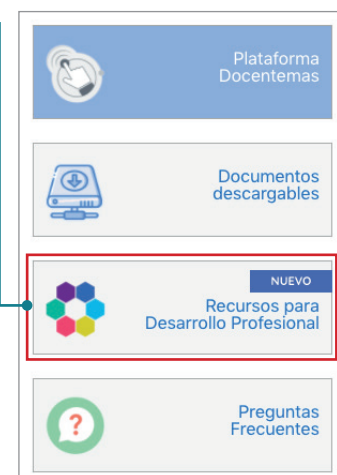 Plataforma
Docentemas
Documentos
descargables
NUEVO
Recursos para
Desarrollo Profesional
?
Preguntas
Frecuentes